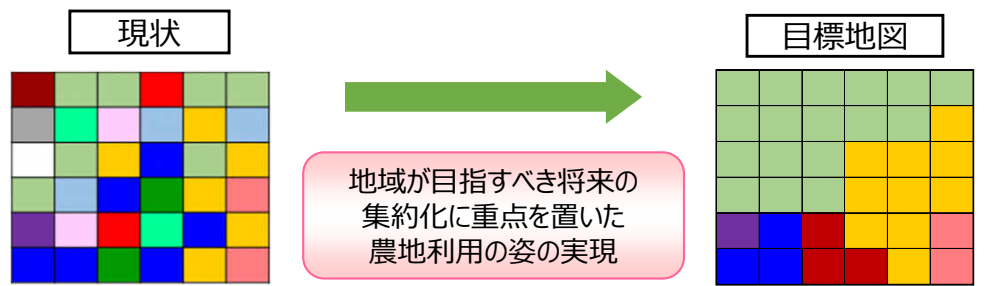 現状
目標地図
地域が目指すべき将来の
集約化に重点を置いた
農地利用の姿の実現